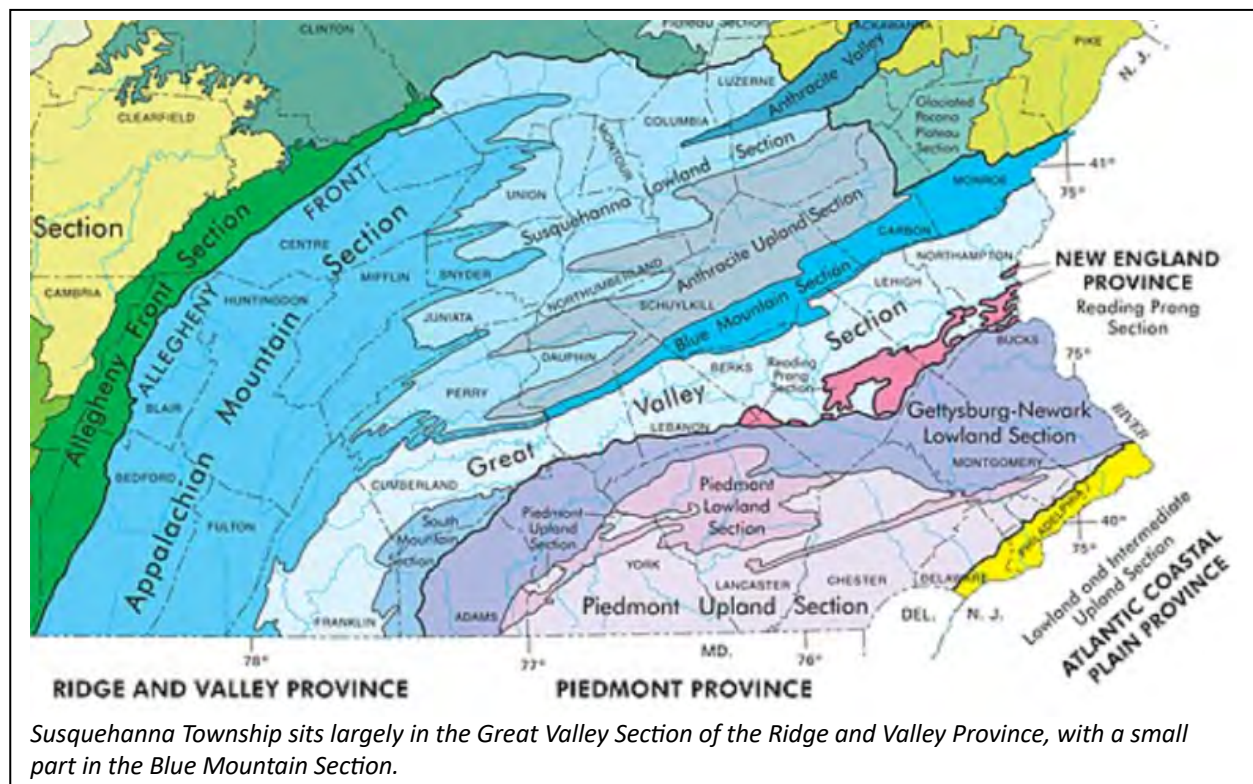 Plateau Section
CLINTON
LACKAWANNA
PIKE
N. J.
LUZERNE
Anthracite Valley
CLEARFIELD
COLUMBIA
MONTOUR
Glaciated
Pocono
Plateau
Section
41°
75°
MONROE
FRONT
UNION
Susquehanna Lowland Section
Section
CENTRE
Section
MIFFLIN
SNYDER
NORTHUMBERLAND
Anthracite Upland Section
CARBON
NORTHAMPTON
NEW ENGLAND
PROVINCE
Reading Prong
Section
CAMBRIA
Allegheny Front Section
ALLEGHENY
HUNTINGDON
JUNIATA
SCHUYLKILL
Blue Mountain Section
LEHIGH
Section
DAUPHIN
BUCKS
75°
BLAIR
Mountain
PERRY
BERKS
Reading
Prong
Section
Valley
LEBANON
Gettysburg-Newark
Lowland Section
RIVER
BEDFORD
Appalachian
Great
CUMBERLAND
MONTGOMERY
FULTON
South
Mountain
Section
Piedmont
Upland
Section
Piedmont
Lowland
Section
PHILADELPHIA
40°
75°
YORK
LANCASTER
CHESTER
DELAWARE
FRANKLIN
ADAMS
Piedmont Upland Section
DEL.
N. J.
Lowland and Intermediate
Upland Section
ATLANTIC COASTAL
PLAIN PROVINCE
MD.
78°
77°
76°
RIDGE AND VALLEY PROVINCE
PIEDMONT PROVINCE
Susquehanna Township sits largely in the Great Valley Section of the Ridge and Valley Province, with a small
part in the Blue Mountain Section.